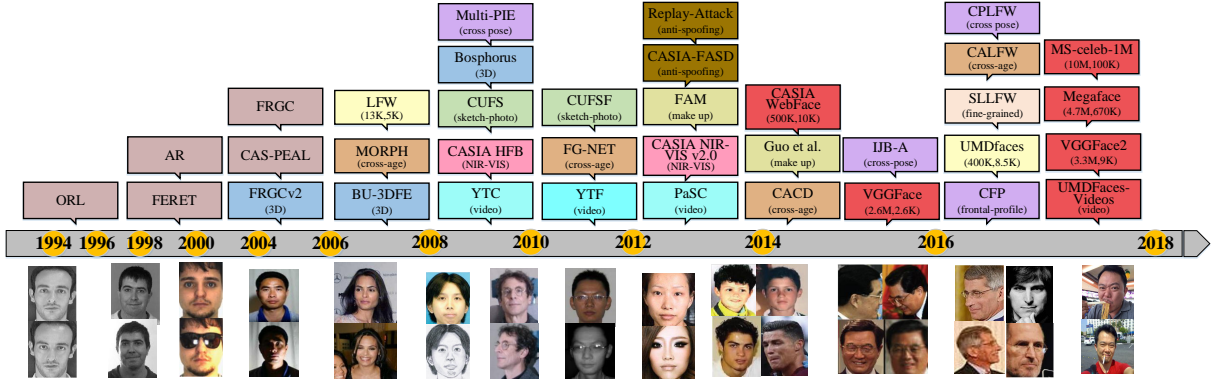 Multi-PIE
(cross pose)
Replay-Attack
(anti-spoofing)
CPLFW
(cross pose)
Bosphorus
(3D)
CASIA-FASD
(anti-spoofing)
CALFW
(cross-age)
MS-celeb-1M
(10M,100K)
FRGC
LFW
(13K,5K)
CUFS
(sketch-photo)
CUFSF
(sketch-photo)
FAM
(make up)
CASIA
WebFace
(500K,10K)
SLLFW
(fine-grained)
Megaface
(4.7M,670K)
AR
CAS-PEAL
MORPH
(cross-age)
CASIA HFB
(NIR-VIS)
FG-NET
(cross-age)
CASIA NIR-
VIS v2.0
(NIR-VIS)
Guo et al.
(make up)
IJB-A
(cross-pose)
UMDfaces
(400K,8.5K)
VGGFace2
(3.3M,9K)
ORL
FERET
FRGCv2
(3D)
BU-3DFE
(3D)
YTC
(video)
YTF
(video)
PaSC
(video)
CACD
(cross-age)
VGGFace
(2.6M,2.6K)
CFP
(frontal-profile)
UMDFaces-
Videos
(video)
1994 1996 1998 2000 2004 2006 2008 2010 2012 2014 2016 2018